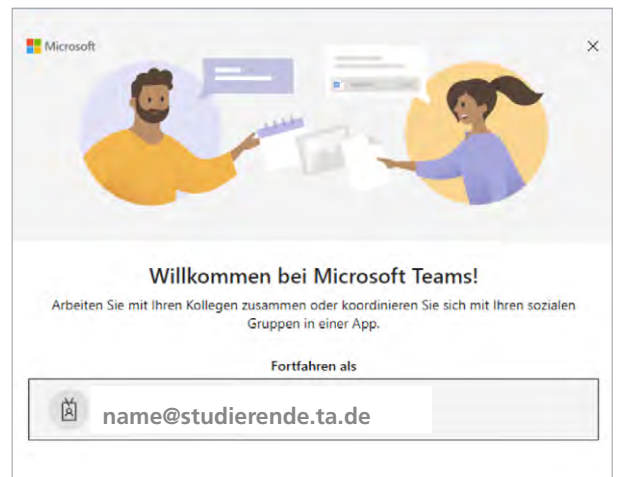 Microsoft
Willkommen bei Microsoft Teams!
Arbeiten Sie mit Ihren Kollegen zusammen oder koordinieren Sie sich mit Ihren sozialen
Gruppen in einer App.
Fortfahren als
name@studierende.ta.de